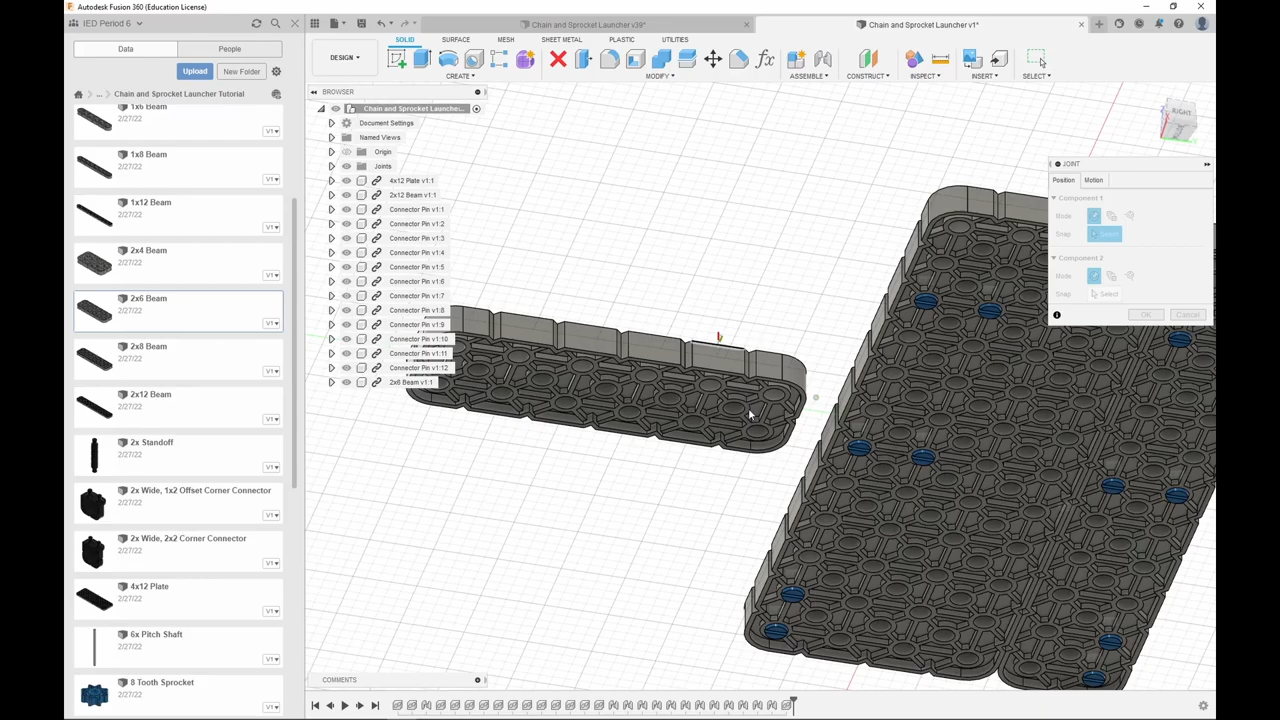 Autodesk Fusion 360 (Education License)
IED Period 6
Chain and Sprocket Launcher v39*
Chain and Sprocket Launcher v1*
Data
People
Upload
New Folder
... Chain and Sprocket Launcher Tutorial
DESIGN
SOLID
SURFACE
MESH
SHEET METAL
PLASTIC
UTILITIES
CREATE
MODIFY
ASSEMBLE
CONSTRUCT
INSPECT
INSERT
SELECT
1x6 Beam
2/27/22
V1
1x8 Beam
2/27/22
V1
1x12 Beam
2/27/22
V1
2x4 Beam
2/27/22
V1
2x6 Beam
2/27/22
V1
2x8 Beam
2/27/22
V1
2x12 Beam
2/27/22
V1
2x Standoff
2/27/22
V1
2x Wide, 1x2 Offset Corner Connector
2/27/22
V1
2x Wide, 2x2 Corner Connector
2/27/22
V1
4x12 Plate
2/27/22
V1
6x Pitch Shaft
2/27/22
V1
8 Tooth Sprocket
2/27/22
V1
BROWSER
Chain and Sprocket Launche...
Document Settings
Named Views
Origin
Joints
4x12 Plate v1:1
2x12 Beam v1:1
Connector Pin v1:1
Connector Pin v1:2
Connector Pin v1:3
Connector Pin v1:4
Connector Pin v1:5
Connector Pin v1:6
Connector Pin v1:7
Connector Pin v1:8
Connector Pin v1:9
Connector Pin v1:10
Connector Pin v1:11
Connector Pin v1:12
2x6 Beam v1:1
COMMENTS
RIGHT
JOINT
Position
Motion
Component 1
Mode
Snap
Select
Component 2
Mode
Snap
Select
OK
Cancel